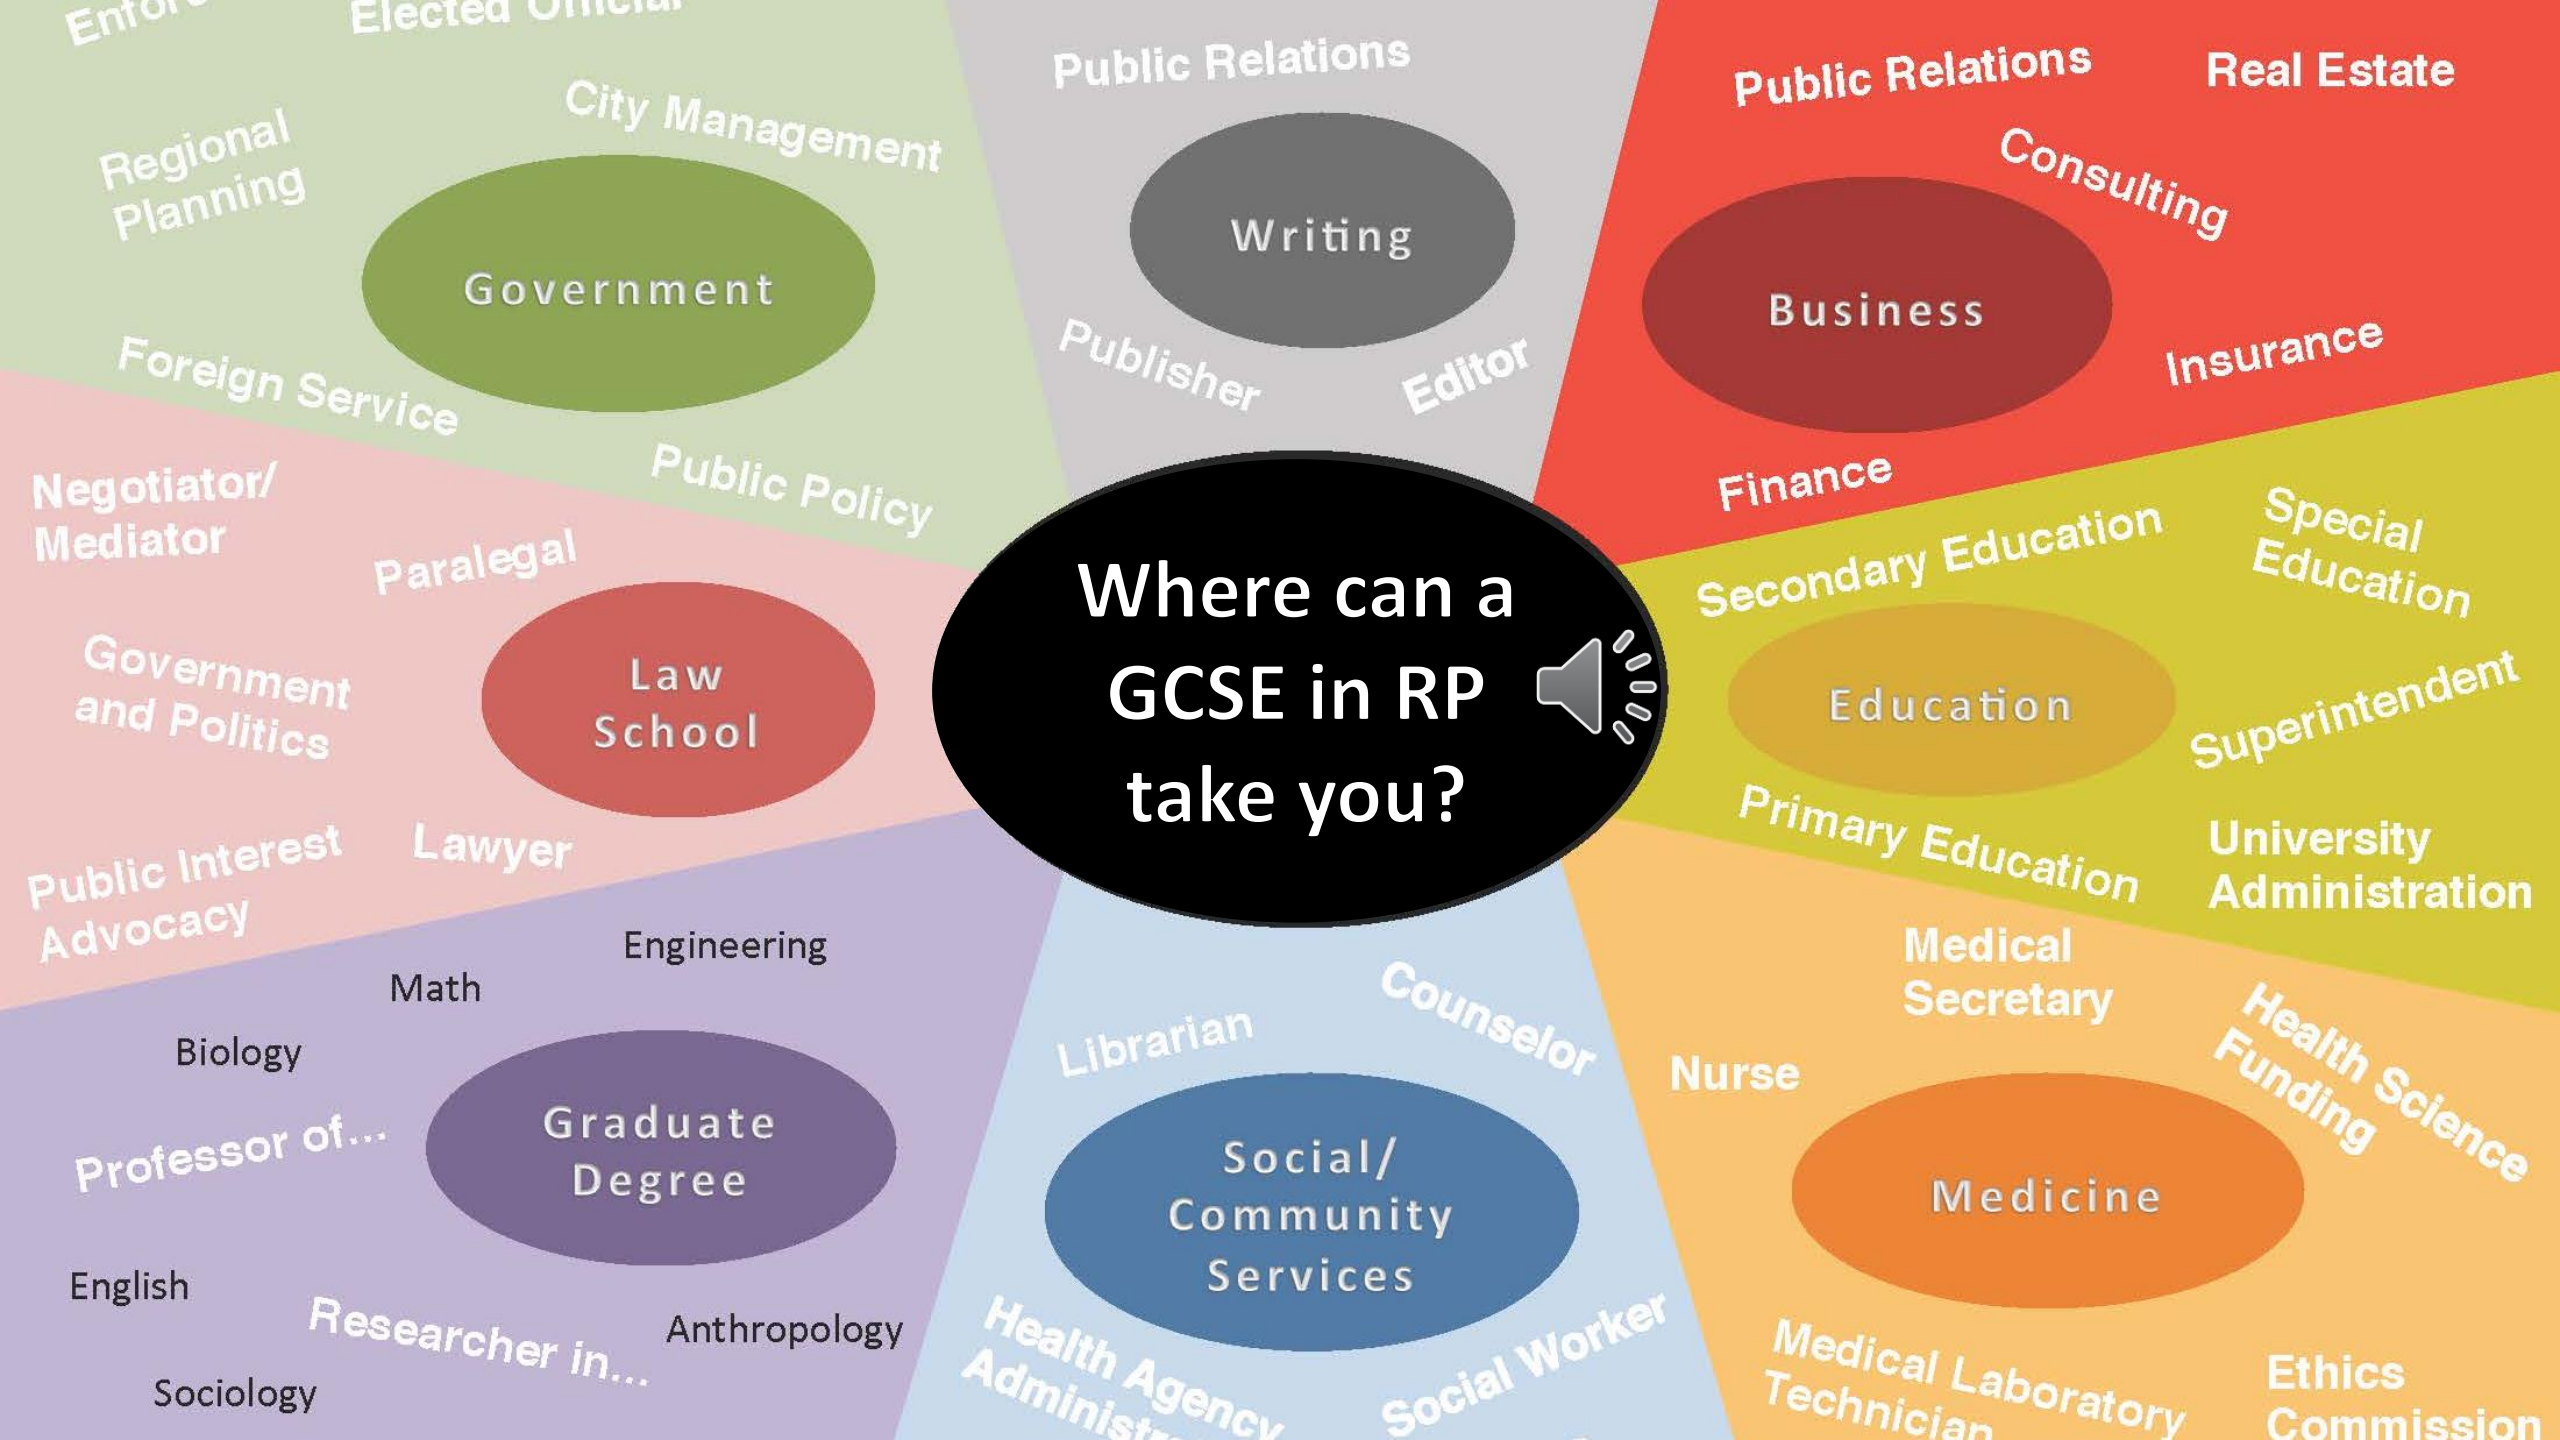 Elected Official
City Management
Regional
Planning
Government
Foreign Service
Public Policy
Public Relations
Writing
Publisher
Editor
Public Relations
Real Estate
Consulting
Business
Insurance
Finance
Negotiator/
Mediator
Paralegal
Law
School
Government
and Politics
Public Interest
Advocacy
Lawyer
Where can a
GCSE in RP
take you?
Secondary Education
Special
Education
Education
Superintendent
Primary Education
University
Administration
Engineering
Math
Biology
Graduate
Degree
Professor of...
English
Researcher in...
Anthropology
Sociology
Librarian
Counselor
Social/
Community
Services
Health Agency
Social Worker
Medical
Secretary
Nurse
Health Science
Funding
Medicine
Medical Laboratory
Technician
Ethics
Commission